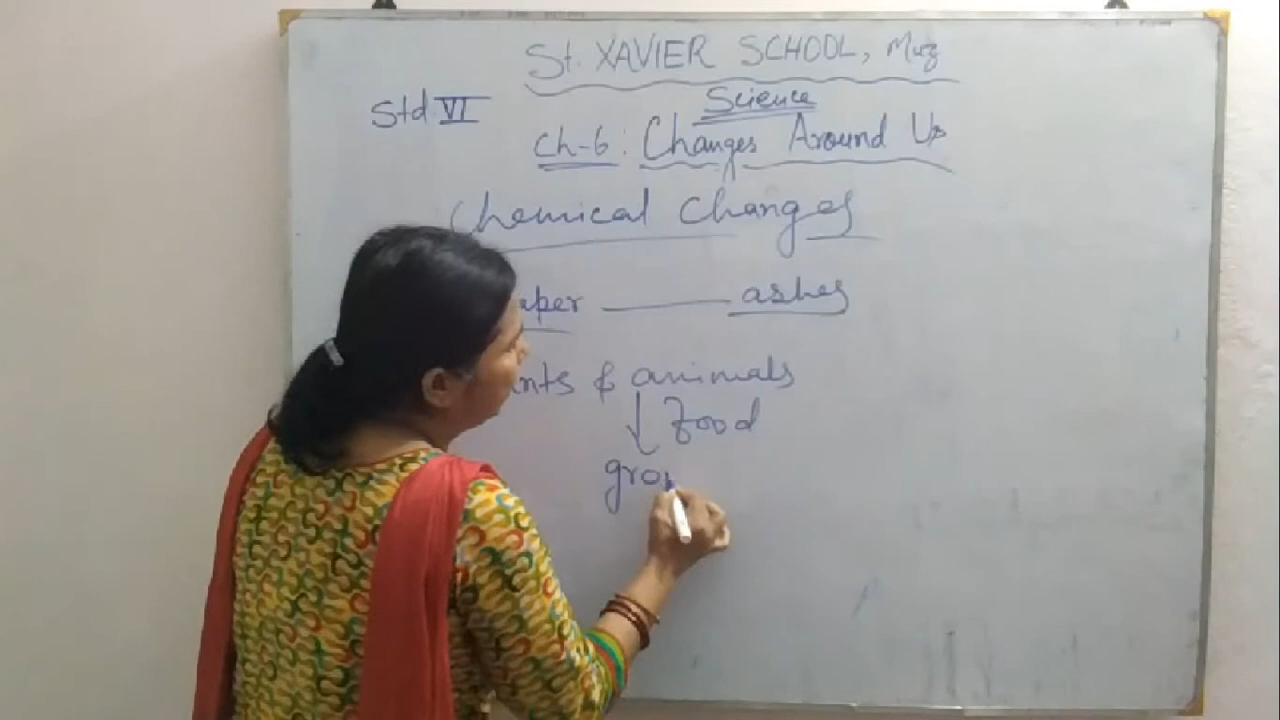 St. XAVIER SCHOOL, Muz
Science
Std VI
Ch-6: Changes Around Us
Chemical Changes
aper ashes
nts & animals
food
gro